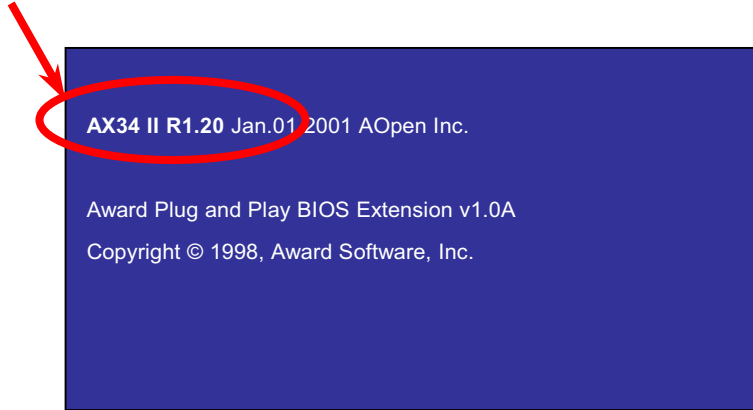 AX34 II R1.20 Jan.01 2001 AOpen Inc.
Award Plug and Play BIOS Extension v1.0A
Copyright © 1998, Award Software, Inc.